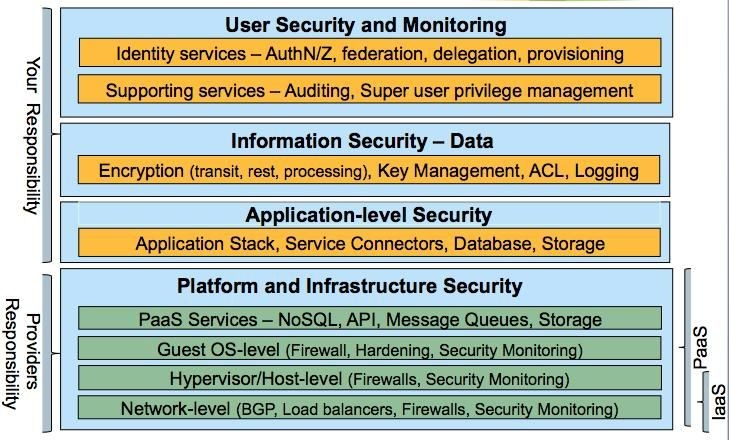 User Security and Monitoring
Identity services – AuthN/Z, federation, delegation, provisioning
Supporting services – Auditing, Super user privilege management
Information Security – Data
Encryption (transit, rest, processing), Key Management, ACL, Logging
Application-level Security
Application Stack, Service Connectors, Database, Storage
Your Responsibility
Platform and Infrastructure Security
PaaS Services – NoSQL, API, Message Queues, Storage
Guest OS-level (Firewall, Hardening, Security Monitoring)
Hypervisor/Host-level (Firewalls, Security Monitoring)
Network-level (BGP, Load balancers, Firewalls, Security Monitoring)
Providers
Responsibility
PaaS
IaaS